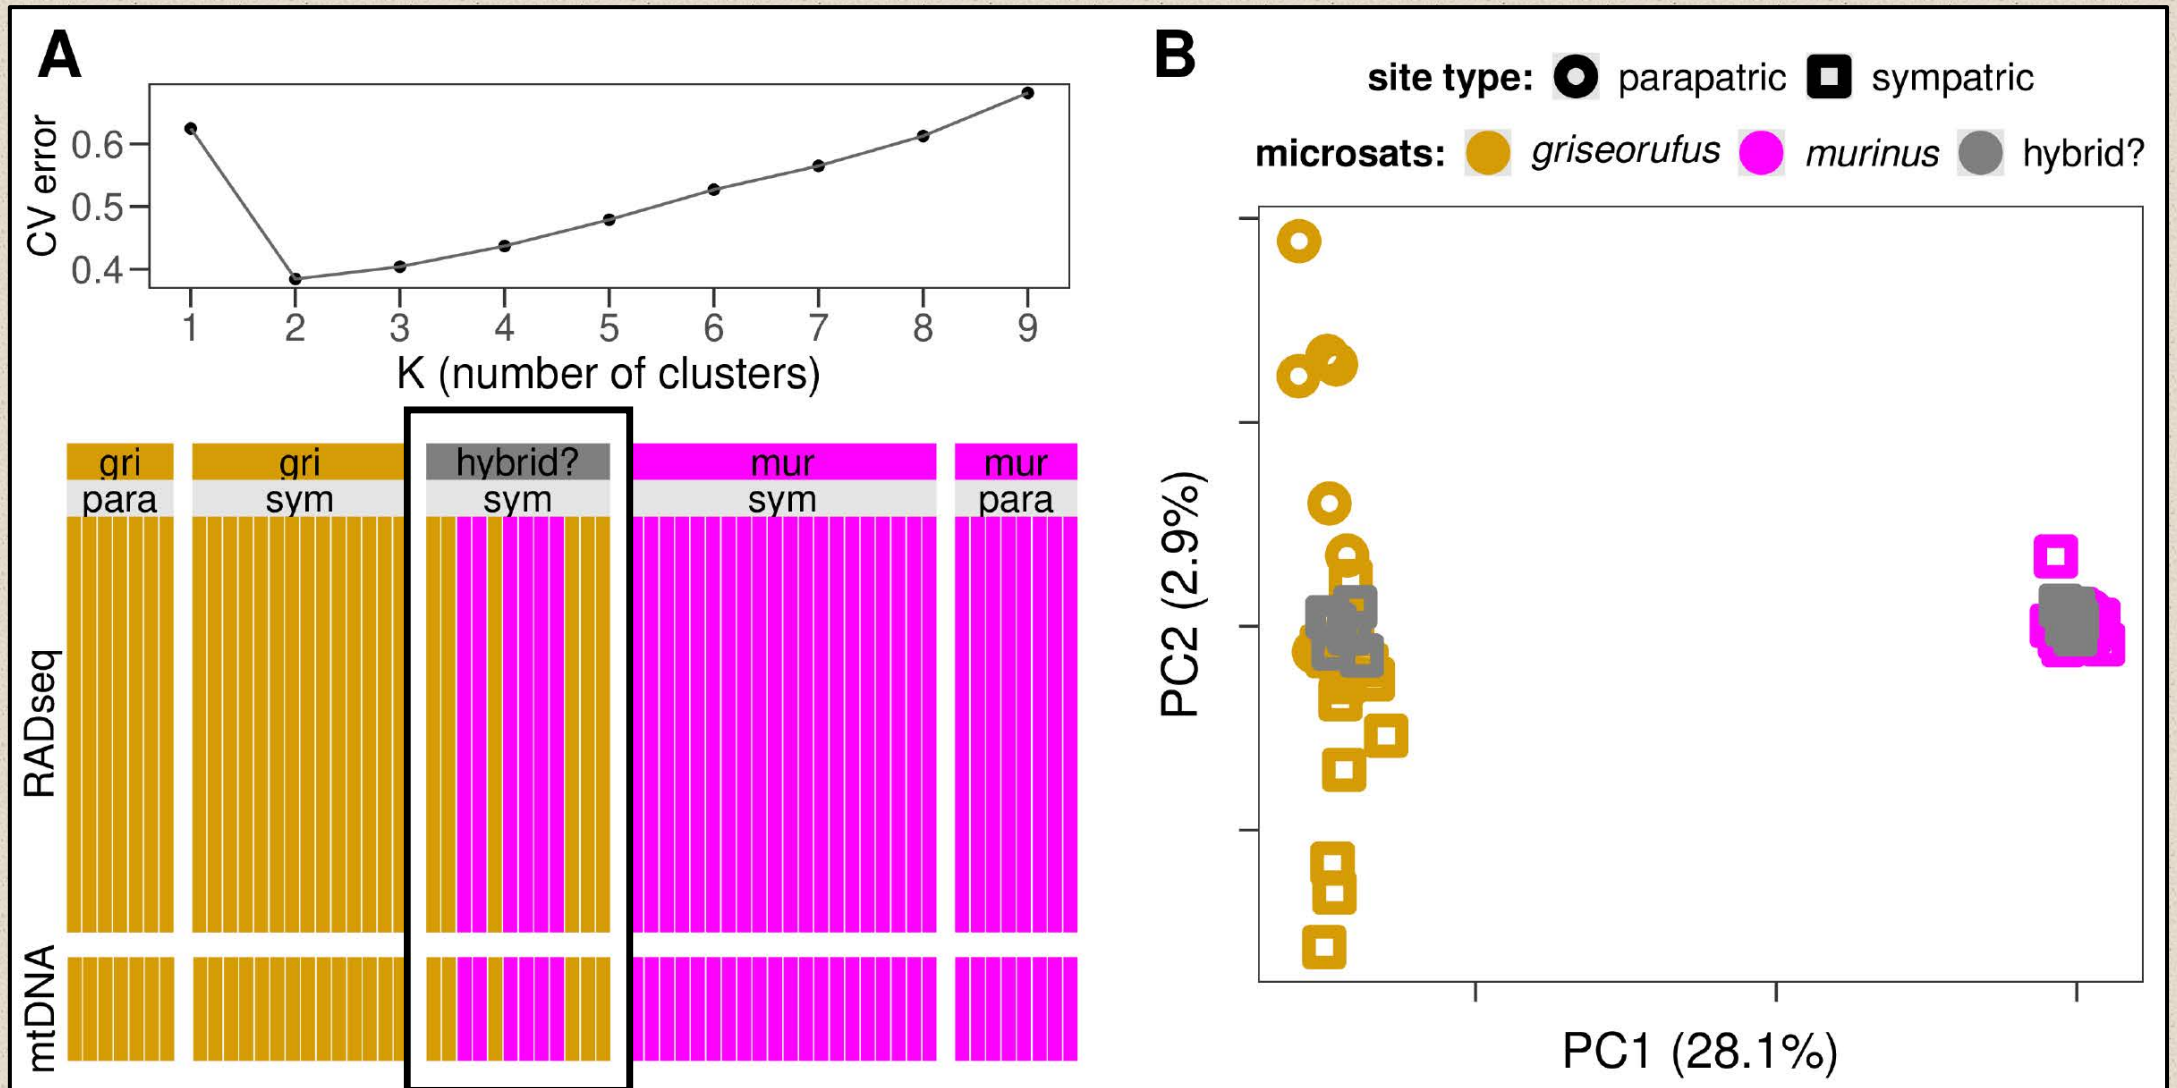 A
CV error
0.6
0.5
0.4
1 2 3 4 5 6 7 8 9
K (number of clusters)
gri gri hybrid? mur mur
para sym sym sym para
RADseq
mtDNA
B
site type: parapatric sympatric
microsats: griseorufus murinus hybrid?
PC2 (2.9%)
PC1 (28.1%)